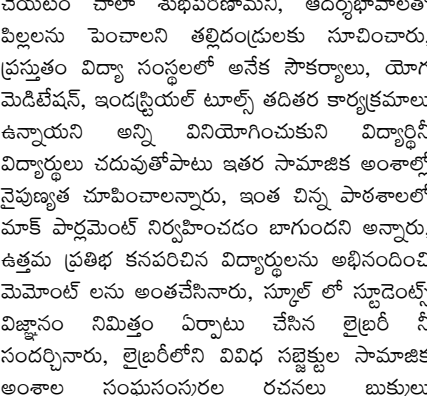 చేయటం చాలా శుభపరిణామని, ఆదర్శభావాలతో
పిల్లలను పెంచాలని తల్లిదండ్రులకు సూచించారు,
ప్రస్తుతం విద్యా సంస్థలలో అనేక సౌకర్యాలు, యోగ
మెడిటేషన్, ఇండస్ట్రియల్ టూల్స్ తదితర కార్యక్రమాలు
ఉన్నాయని అన్ని వినియోగించుకుని విద్యార్థినీ
విద్యార్థులు చదువుతోపాటు ఇతర సామాజిక అంశాల్లో
నైపుణ్యత చూపించాలన్నారు, ఇంత చిన్న పాఠశాలలో
మాక్ పార్లమెంట్ నిర్వహించడం బాగుందని అన్నారు,
ఉత్తమ ప్రతిభ కనపరిచిన విద్యార్థులను అభినందించి
మెమోంట్ లను అంతచేసినారు, స్కూల్ లో స్టూడెంట్స్
విజ్ఞానం నిమిత్తం ఏర్పాటు చేసిన లైబ్రరీ నీ
సందర్చినారు, లైబ్రరీలోని వివిధ సబ్జెక్టుల సామాజిక
అంశాల సంఘసంస్కరల రచనలు బుక్కులు